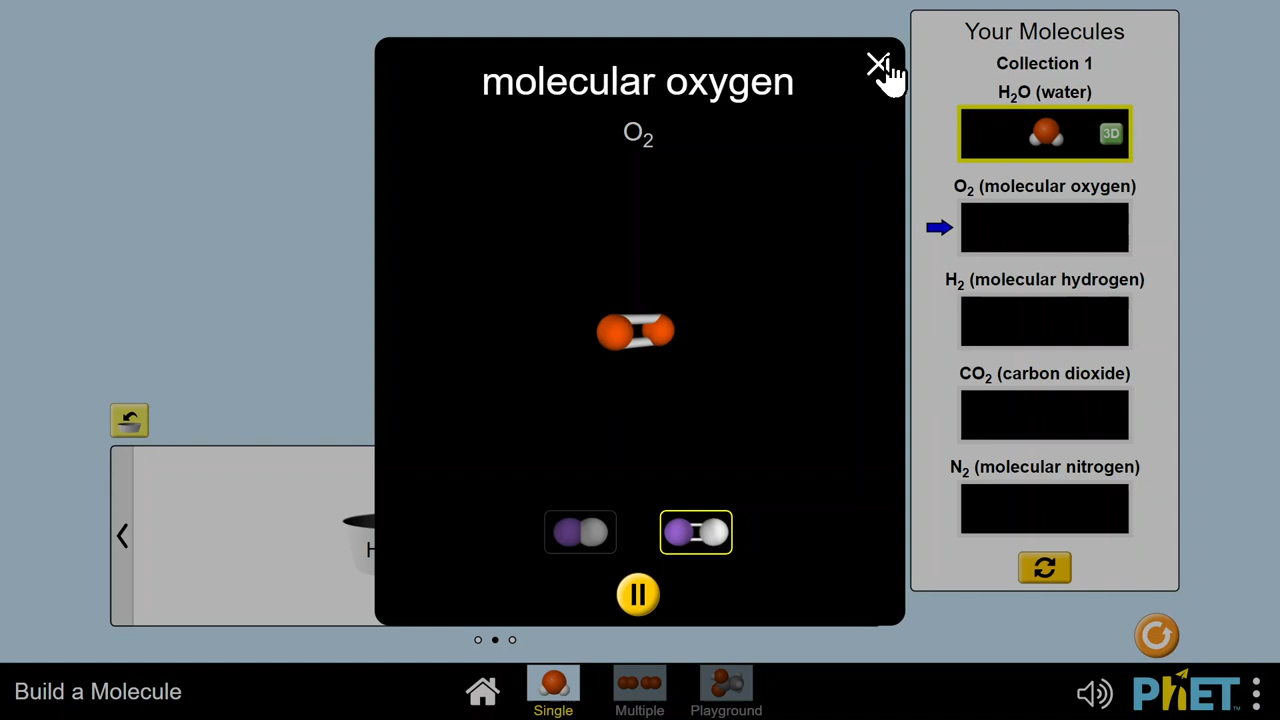 molecular oxygen
O₂
Your Molecules
Collection 1
H₂O (water)
3D
O₂ (molecular oxygen)
H₂ (molecular hydrogen)
CO₂ (carbon dioxide)
N₂ (molecular nitrogen)
H
Build a Molecule
Single
Multiple
Playground
PhET